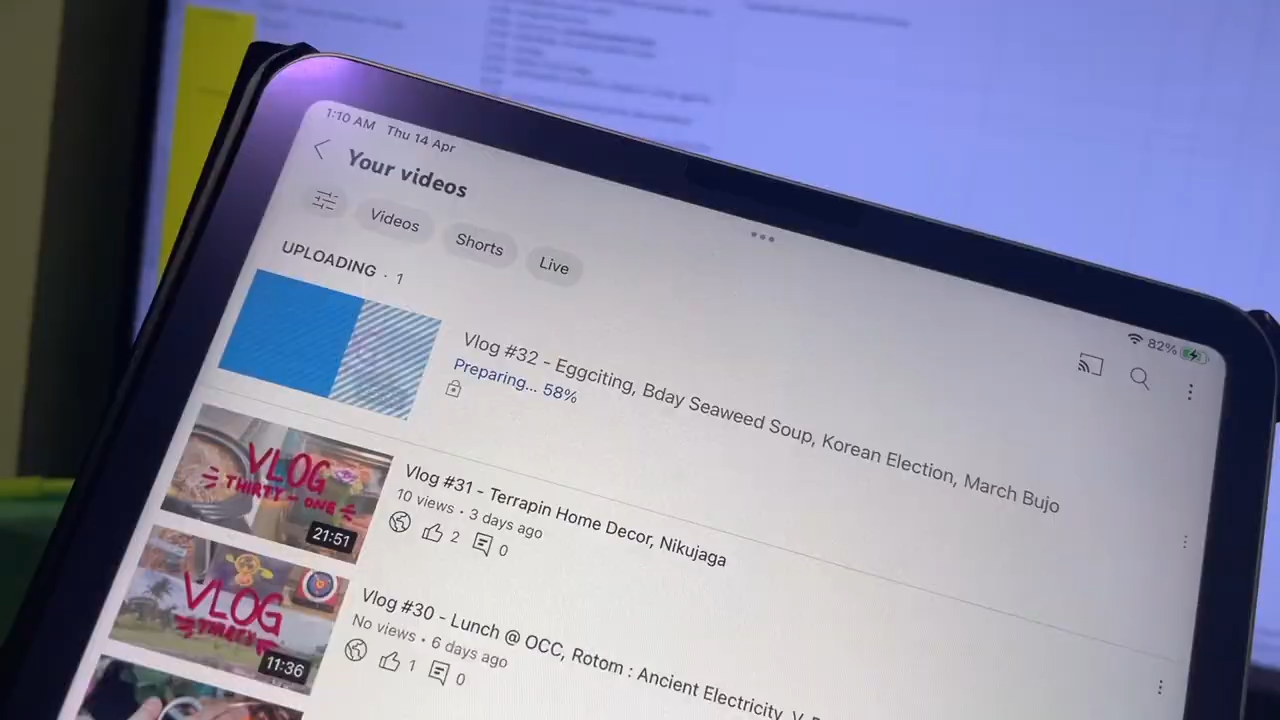 1:10 AM Thu 14 Apr
82%
Your videos
Videos Shorts Live
UPLOADING · 1
Vlog #32 - Eggciting, Bday Seaweed Soup, Korean Election, March Bujo
Preparing... 58%
VLOG
THIRTY-ONE
21:51
Vlog #31 - Terrapin Home Decor, Nikujaga
10 views · 3 days ago
2 0
VLOG
THIRTY
11:36
Vlog #30 - Lunch @ OCC, Rotom : Ancient Electricity, V
No views · 6 days ago
1 0